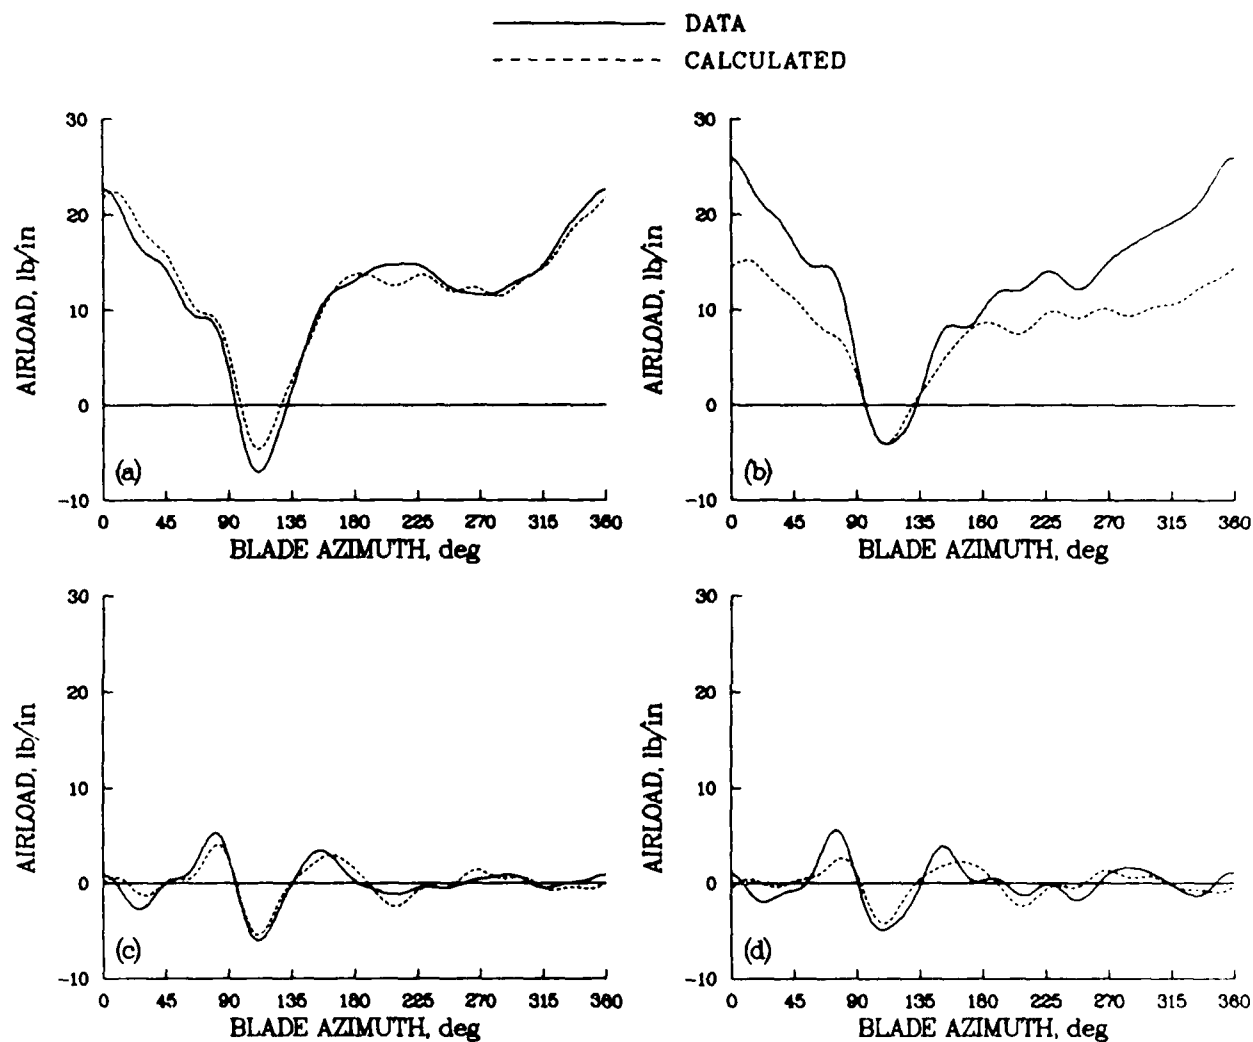 DATA
CALCULATED
30
20
10
0
-10
AIRLOAD, lb/in
(a)
0 45 90 135 180 225 270 315 360
BLADE AZIMUTH, deg
30
20
10
0
-10
AIRLOAD, lb/in
(b)
0 45 90 135 180 225 270 315 360
BLADE AZIMUTH, deg
30
20
10
0
-10
AIRLOAD, lb/in
(c)
0 45 90 135 180 225 270 315 360
BLADE AZIMUTH, deg
30
20
10
0
-10
AIRLOAD, lb/in
(d)
0 45 90 135 180 225 270 315 360
BLADE AZIMUTH, deg